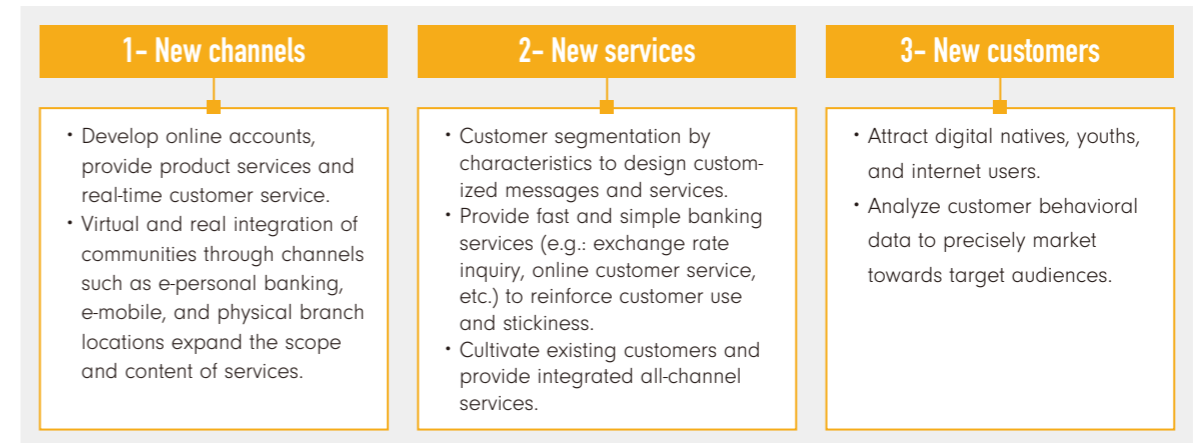 1- New channels
• Develop online accounts,
provide product services and
real-time customer service.
• Virtual and real integration of
communities through channels
such as e-personal banking,
e-mobile, and physical branch
locations expand the scope
and content of services.
2- New services
• Customer segmentation by
characteristics to design custom-
ized messages and services.
• Provide fast and simple banking
services (e.g.: exchange rate
inquiry, online customer service,
etc.) to reinforce customer use
and stickiness.
• Cultivate existing customers and
provide integrated all-channel
services.
3- New customers
• Attract digital natives, youths,
and internet users.
• Analyze customer behavioral
data to precisely market
towards target audiences.